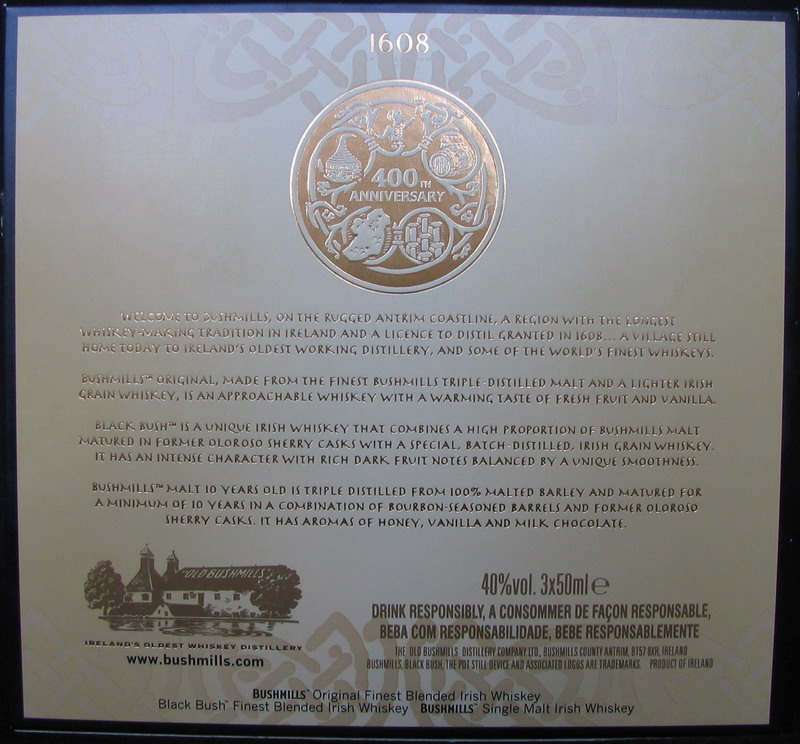 1608
400TH
ANNIVERSARY
WELCOME TO BUSHMILLS, ON THE RUGGED ANTRIM COASTLINE, A REGION WITH THE LONGEST
WHISKEY-MAKING TRADITION IN IRELAND AND A LICENCE TO DISTIL GRANTED IN 1608... A VILLAGE STILL
HOME TODAY TO IRELAND'S OLDEST WORKING DISTILLERY, AND SOME OF THE WORLD'S FINEST WHISKEYS.
BUSHMILLS™ ORIGINAL, MADE FROM THE FINEST BUSHMILLS TRIPLE-DISTILLED MALT AND A LIGHTER IRISH
GRAIN WHISKEY, IS AN APPROACHABLE WHISKEY WITH A WARMING TASTE OF FRESH FRUIT AND VANILLA.
BLACK BUSH™ IS A UNIQUE IRISH WHISKEY THAT COMBINES A HIGH PROPORTION OF BUSHMILLS MALT
MATURED IN FORMER OLOROSO SHERRY CASKS WITH A SPECIAL, BATCH-DISTILLED, IRISH GRAIN WHISKEY.
IT HAS AN INTENSE CHARACTER WITH RICH DARK FRUIT NOTES BALANCED BY A UNIQUE SMOOTHNESS.
BUSHMILLS™ MALT 10 YEARS OLD IS TRIPLE DISTILLED FROM 100% MALTED BARLEY AND MATURED FOR
A MINIMUM OF 10 YEARS IN A COMBINATION OF BOURBON-SEASONED BARRELS AND FORMER OLOROSO
SHERRY CASKS. IT HAS AROMAS OF HONEY, VANILLA AND MILK CHOCOLATE.
"OLD BUSHMILLS"
IRELAND'S OLDEST WHISKEY DISTILLERY
www.bushmills.com
40%vol. 3x50ml ℮
DRINK RESPONSIBLY, A CONSOMMER DE FAÇON RESPONSABLE,
BEBA COM RESPONSABILIDADE, BEBE RESPONSABLEMENTE
THE OLD BUSHMILLS DISTILLERY COMPANY LTD., BUSHMILLS COUNTY ANTRIM, BT57 8XH, IRELAND
BUSHMILLS, BLACK BUSH, THE POT STILL DEVICE AND ASSOCIATED LOGOS ARE TRADEMARKS. PRODUCT OF IRELAND
BUSHMILLS™ Original Finest Blended Irish Whiskey
Black Bush™ Finest Blended Irish Whiskey BUSHMILLS™ Single Malt Irish Whiskey